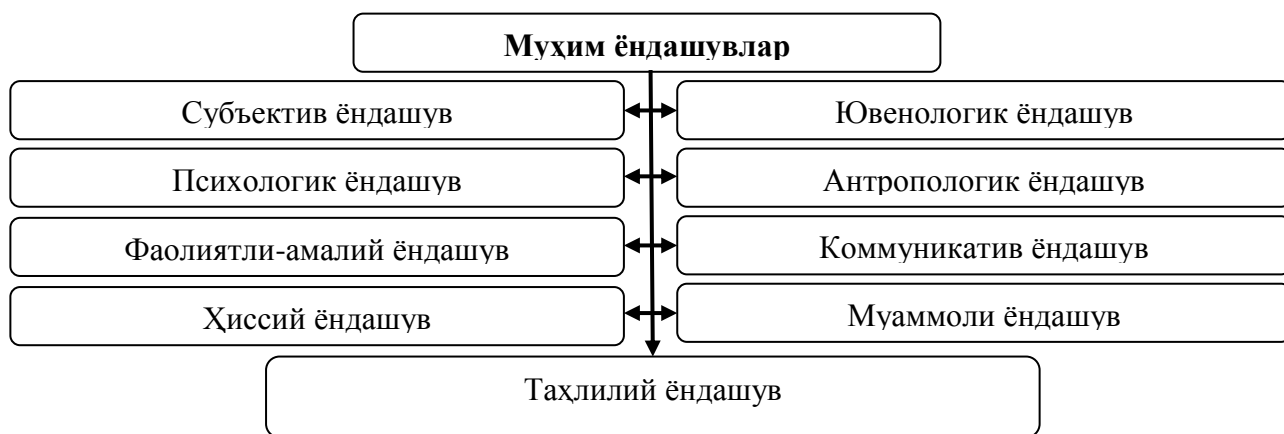 Муҳим ёндашувлар
Субъектив ёндашув
Ювенологик ёндашув
Психологик ёндашув
Антропологик ёндашув
Фаолиятли-амалий ёндашув
Коммуникатив ёндашув
Ҳиссий ёндашув
Муаммоли ёндашув
Таҳлилий ёндашув